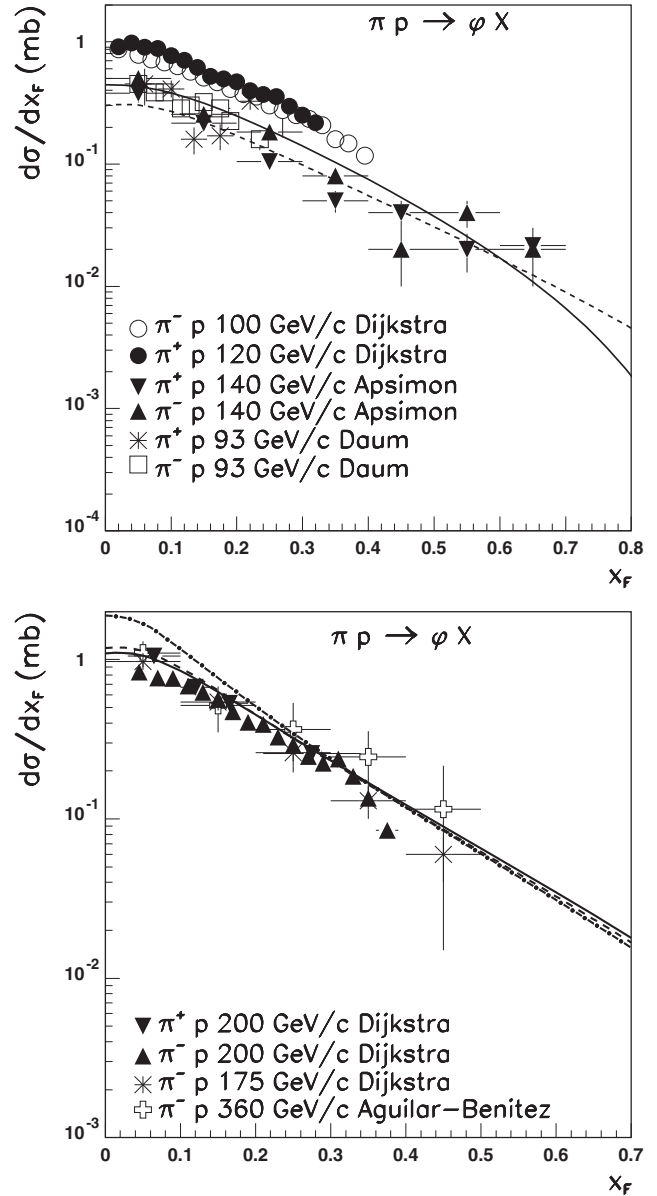 π p → φ X
dσ/dx_F (mb)
1
10^-1
10^-2
10^-3
10^-4
π⁻ p 100 GeV/c Dijkstra
π⁺ p 120 GeV/c Dijkstra
π⁺ p 140 GeV/c Apsimon
π⁻ p 140 GeV/c Apsimon
π⁺ p 93 GeV/c Daum
π⁻ p 93 GeV/c Daum
0 0.1 0.2 0.3 0.4 0.5 0.6 0.7 0.8
x_F
π p → φ X
dσ/dx_F (mb)
1
10^-1
10^-2
10^-3
π⁺ p 200 GeV/c Dijkstra
π⁻ p 200 GeV/c Dijkstra
π⁻ p 175 GeV/c Dijkstra
π⁻ p 360 GeV/c Aguilar-Benitez
0 0.1 0.2 0.3 0.4 0.5 0.6 0.7
x_F